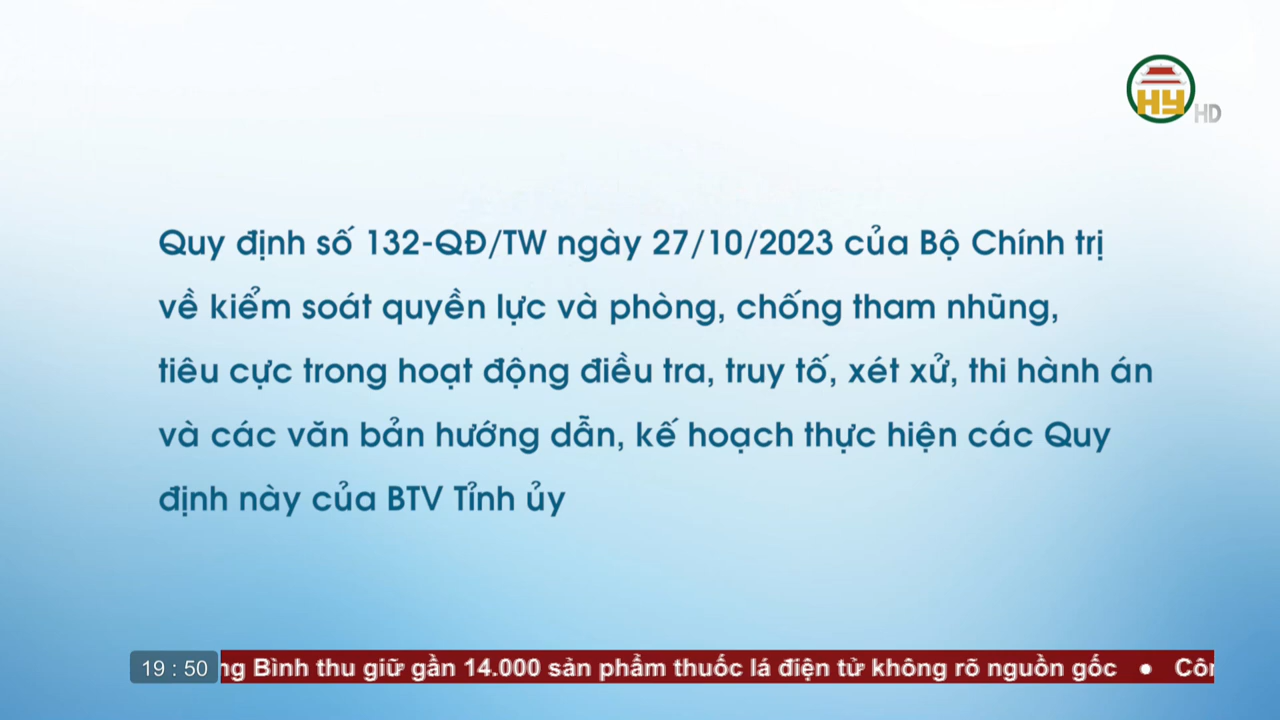 HY HD
Quy định số 132-QĐ/TW ngày 27/10/2023 của Bộ Chính trị
về kiểm soát quyền lực và phòng, chống tham nhũng,
tiêu cực trong hoạt động điều tra, truy tố, xét xử, thi hành án
và các văn bản hướng dẫn, kế hoạch thực hiện các Quy
định này của BTV Tỉnh ủy
19 : 50 Bình thu giữ gần 14.000 sản phẩm thuốc lá điện tử không rõ nguồn gốc ●